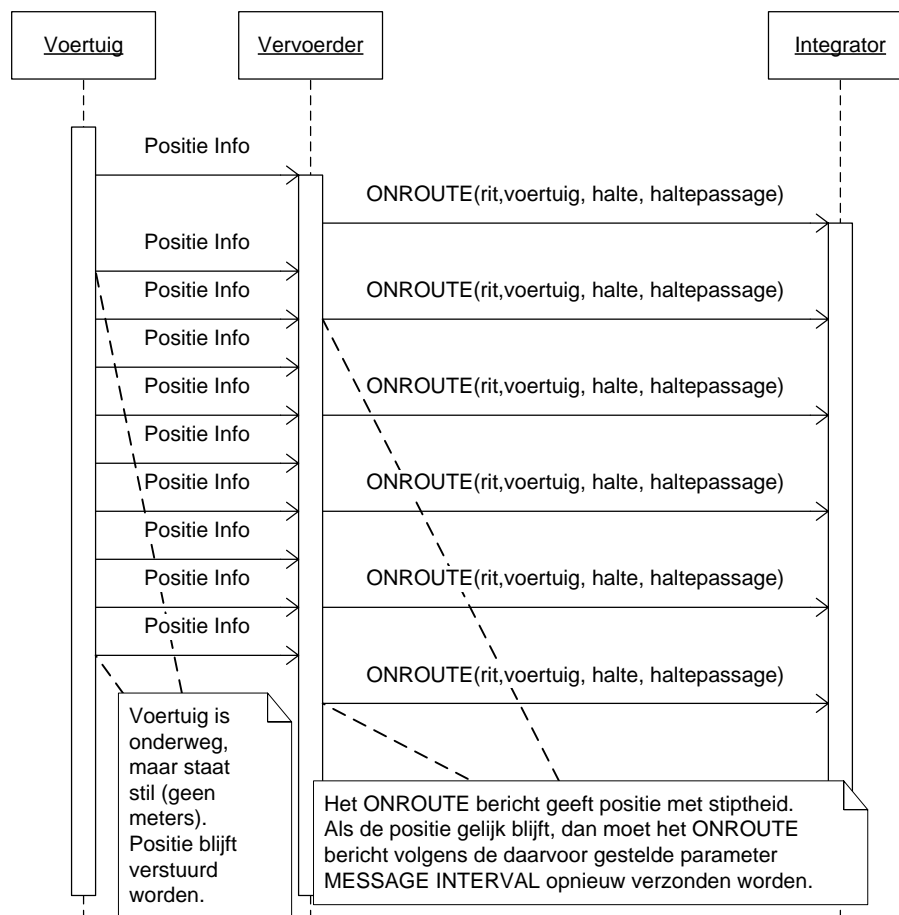 Voertuig
Vervoerder
Integrator
Positie Info
ONROUTE(rit,voertuig, halte, haltepassage)
Positie Info
Positie Info
ONROUTE(rit,voertuig, halte, haltepassage)
Positie Info
Positie Info
ONROUTE(rit,voertuig, halte, haltepassage)
Positie Info
Positie Info
ONROUTE(rit,voertuig, halte, haltepassage)
Positie Info
Positie Info
ONROUTE(rit,voertuig, halte, haltepassage)
Positie Info
ONROUTE(rit,voertuig, halte, haltepassage)
Voertuig is
onderweg,
maar staat
stil (geen
meters).
Positie blijft
verstuurd
worden.
Het ONROUTE bericht geeft positie met stiptheid.
Als de positie gelijk blijft, dan moet het ONROUTE
bericht volgens de daarvoor gestelde parameter
MESSAGE INTERVAL opnieuw verzonden worden.